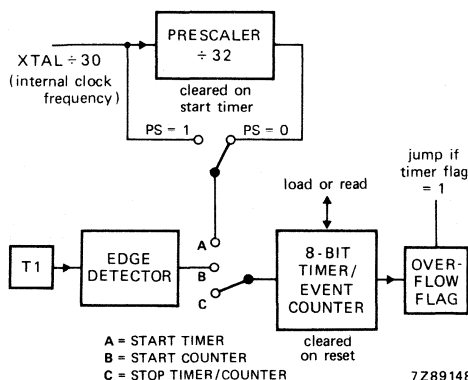 PRESCALER
÷ 32
XTAL ÷ 30
(internal clock
frequency)
cleared on
start timer
PS = 1
PS = 0
jump if
timer flag
= 1
load or read
T1
EDGE
DETECTOR
A
B
C
8-BIT
TIMER/
EVENT
COUNTER
OVER-
FLOW
FLAG
cleared
on reset
A = START TIMER
B = START COUNTER
C = STOP TIMER/COUNTER
7Z89148